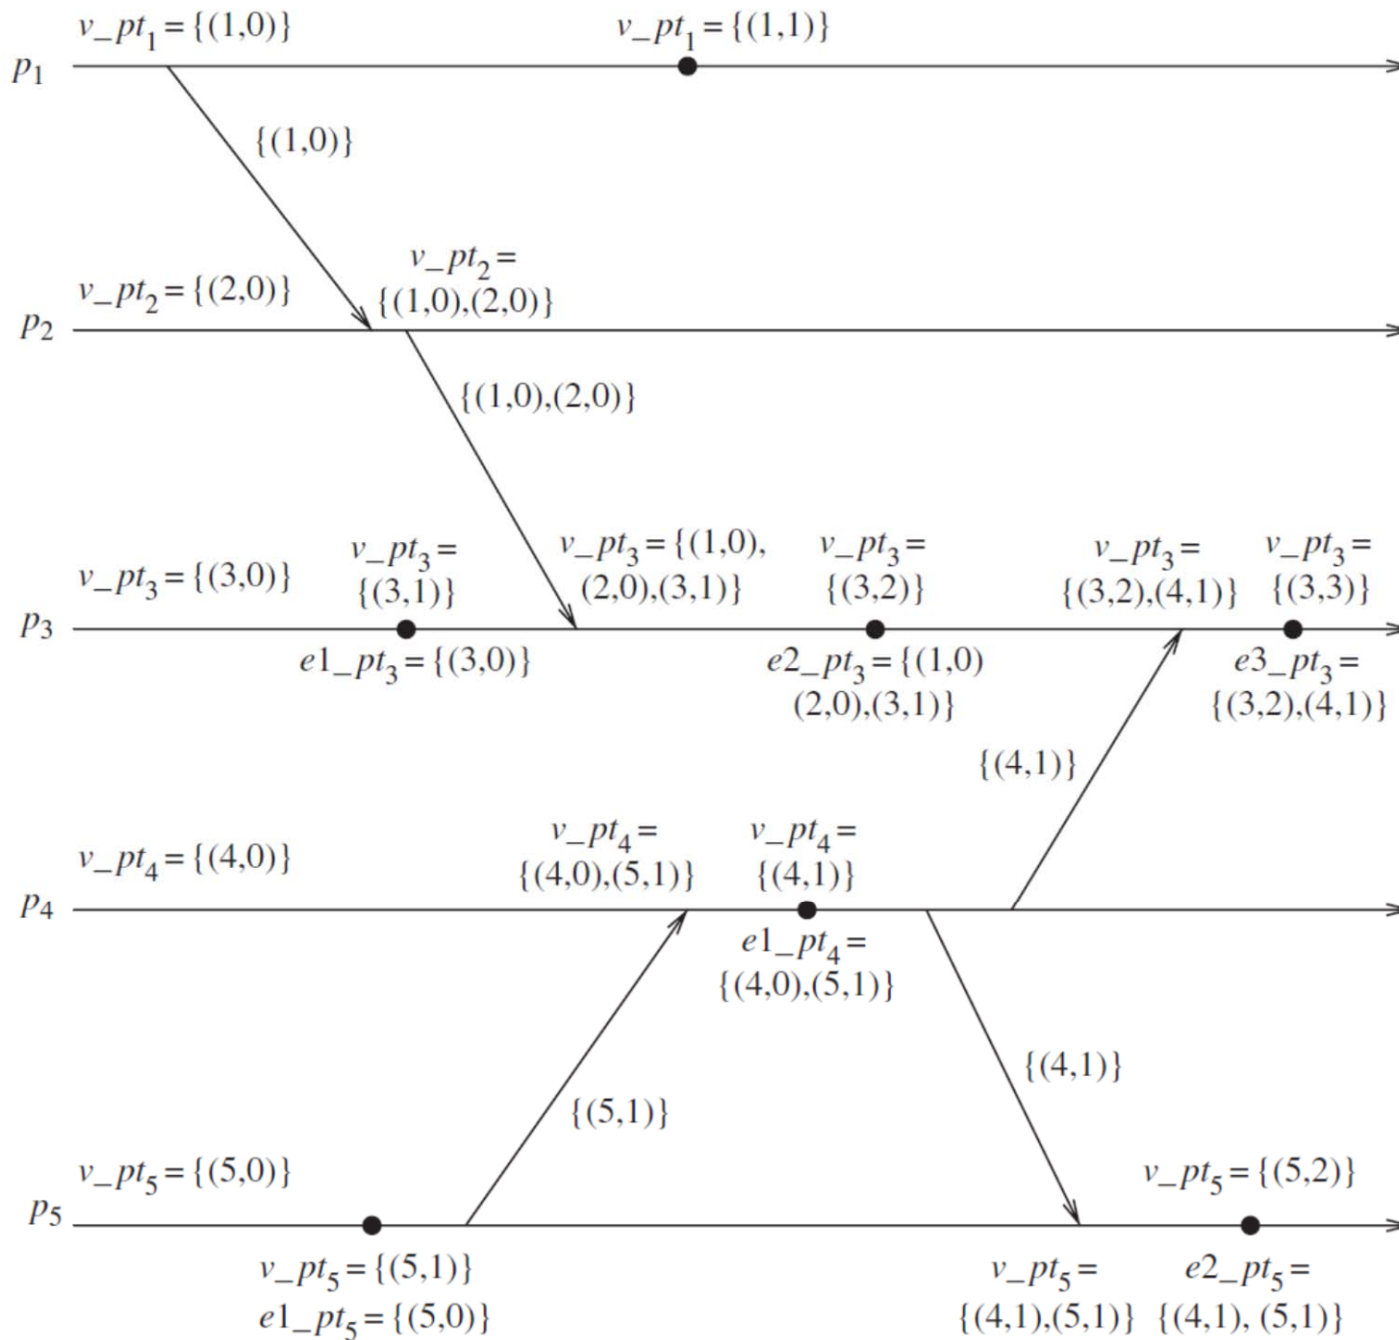 v_pt₁ = {(1,0)}
v_pt₁ = {(1,1)}
p₁
{(1,0)}
v_pt₂ =
v_pt₂ = {(2,0)}
{(1,0),(2,0)}
p₂
{(1,0),(2,0)}
v_pt₃ =
v_pt₃ = {(1,0),
v_pt₃ =
v_pt₃ =
v_pt₃ =
v_pt₃ = {(3,0)}
{(3,1)}
(2,0),(3,1)}
{(3,2)}
{(3,2),(4,1)}
{(3,3)}
p₃
e1_pt₃ = {(3,0)}
e2_pt₃ = {(1,0)
(2,0),(3,1)}
e3_pt₃ =
{(3,2),(4,1)}
{(4,1)}
v_pt₄ =
v_pt₄ =
v_pt₄ = {(4,0)}
{(4,0),(5,1)}
{(4,1)}
p₄
e1_pt₄ =
{(4,0),(5,1)}
{(4,1)}
{(5,1)}
v_pt₅ = {(5,0)}
v_pt₅ = {(5,2)}
p₅
v_pt₅ = {(5,1)}
e1_pt₅ = {(5,0)}
v_pt₅ =
{(4,1),(5,1)}
e2_pt₅ =
{(4,1), (5,1)}